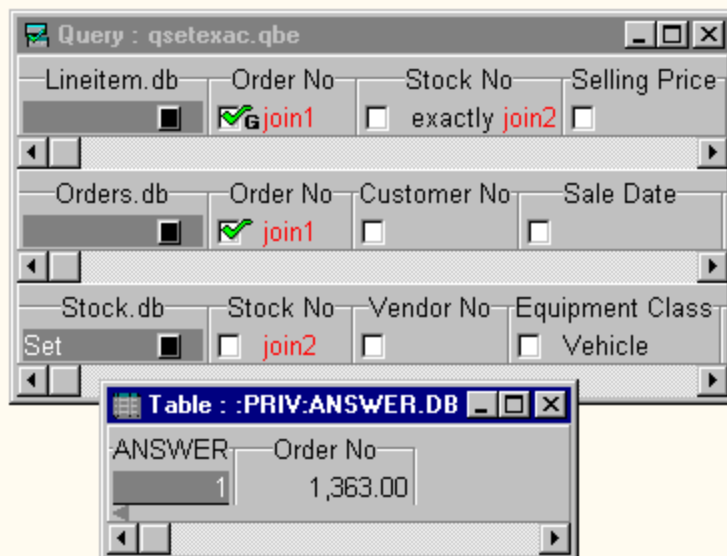 Query : qsetexac.qbe
Lineitem.db Order No Stock No Selling Price
G join1 exactly join2
Orders.db Order No Customer No Sale Date
join1
Stock.db Stock No Vendor No Equipment Class
Set join2 Vehicle
Table : :PRIV:ANSWER.DB
ANSWER Order No
1 1,363.00